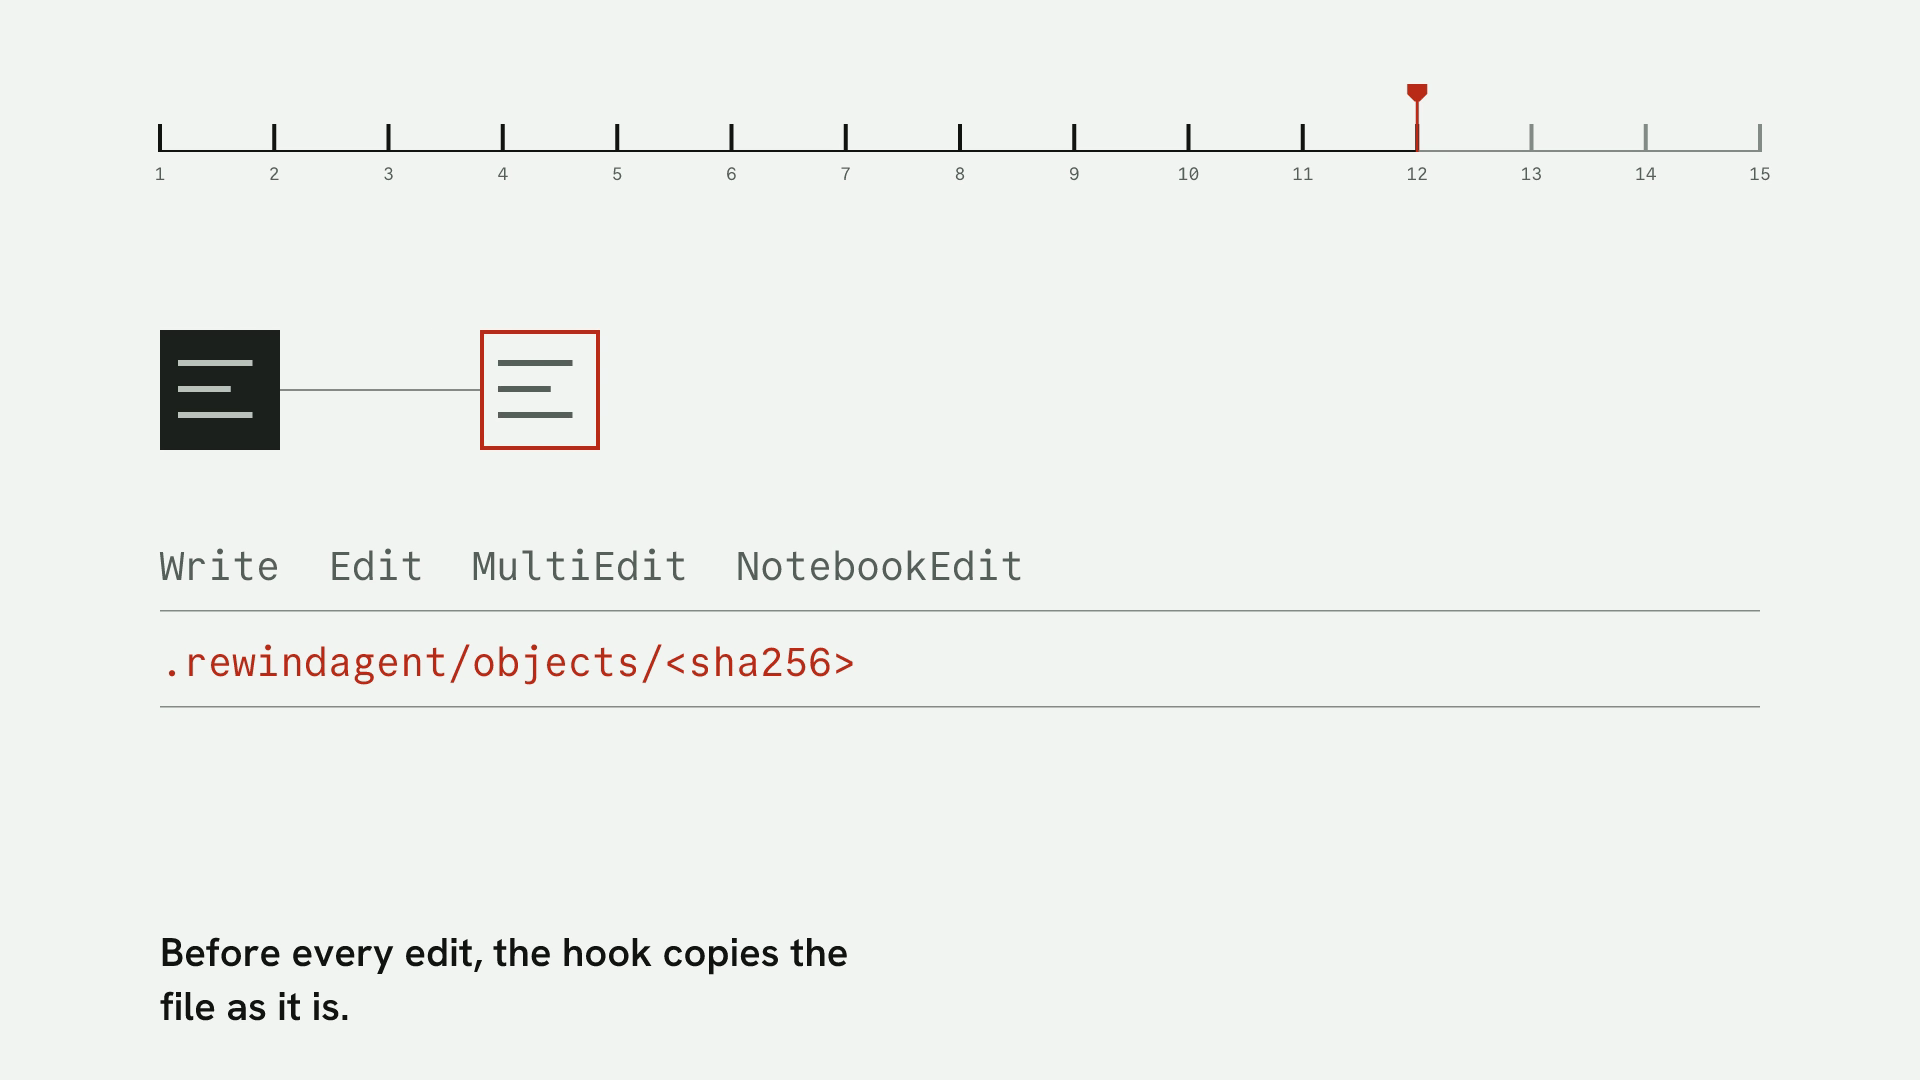 1 2 3 4 5 6 7 8 9 10 11 12 13 14 15
Write Edit MultiEdit NotebookEdit
.rewindagent/objects/<sha256>
Before every edit, the hook copies the
file as it is.